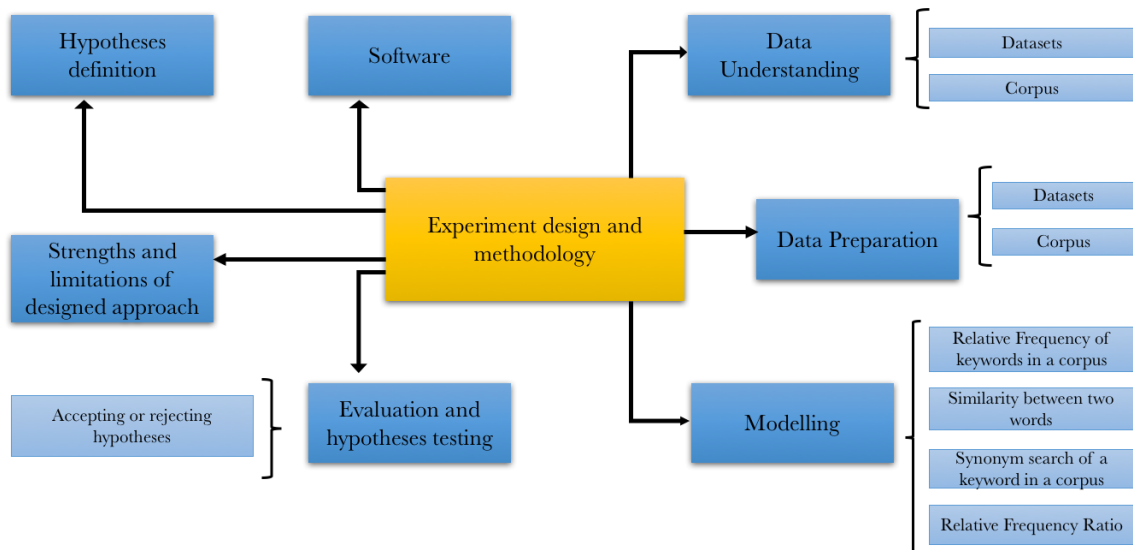 Hypotheses
definition
Software
Data
Understanding
Datasets
Corpus
Experiment design and
methodology
Data Preparation
Datasets
Corpus
Strengths and
limitations of
designed approach
Accepting or rejecting
hypotheses
Evaluation and
hypotheses testing
Modelling
Relative Frequency of
keywords in a corpus
Similarity between two
words
Synonym search of a
keyword in a corpus
Relative Frequency Ratio